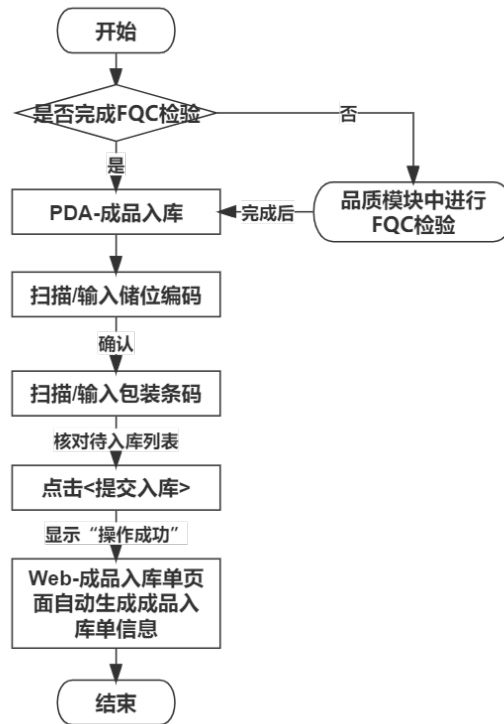 开始
是否完成FQC检验
否
是
PDA-成品入库
完成后
品质模块中进行
FQC检验
扫描/输入储位编码
确认
扫描/输入包装条码
核对待入库列表
点击<提交入库>
显示“操作成功”
Web-成品入库单页
面自动生成成品入
库单信息
结束